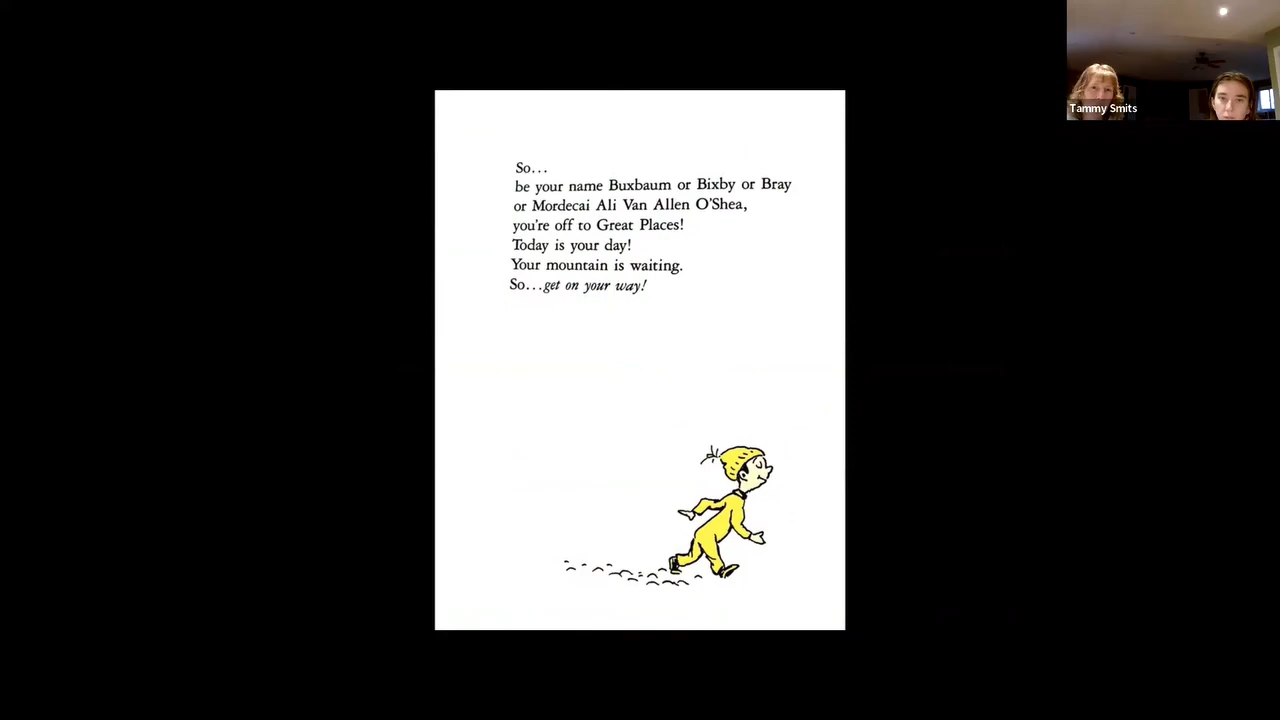 So...
be your name Buxbaum or Bixby or Bray
or Mordecai Ali Van Allen O'Shea,
you're off to Great Places!
Today is your day!
Your mountain is waiting.
So...get on your way!
Tammy Smits